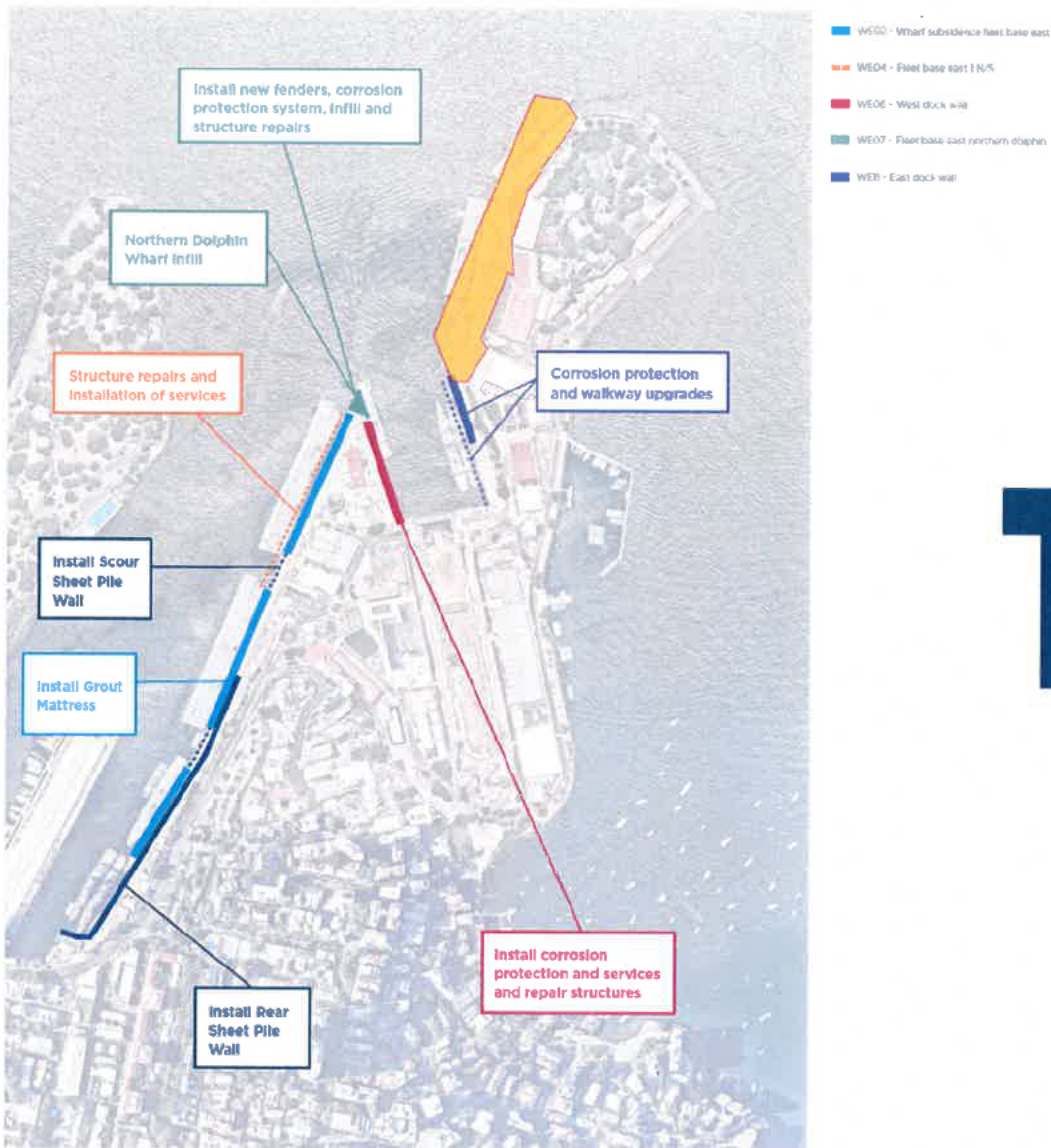 Install new fenders, corrosion
protection system, infill and
structure repairs
Northern Dolphin
Wharf Infill
Structure repairs and
Installation of services
Install Scour
Sheet Pile
Wall
Install Grout
Mattress
Install Rear
Sheet Pile
Wall
Corrosion protection
and walkway upgrades
Install corrosion
protection and services
and repair structures
WE02 - Wharf subsidence fleet base east
WE04 - Fleet base east 1 N/S
WE06 - West dock wall
WE07 - Fleet base east northern dolphin
- East dock wall